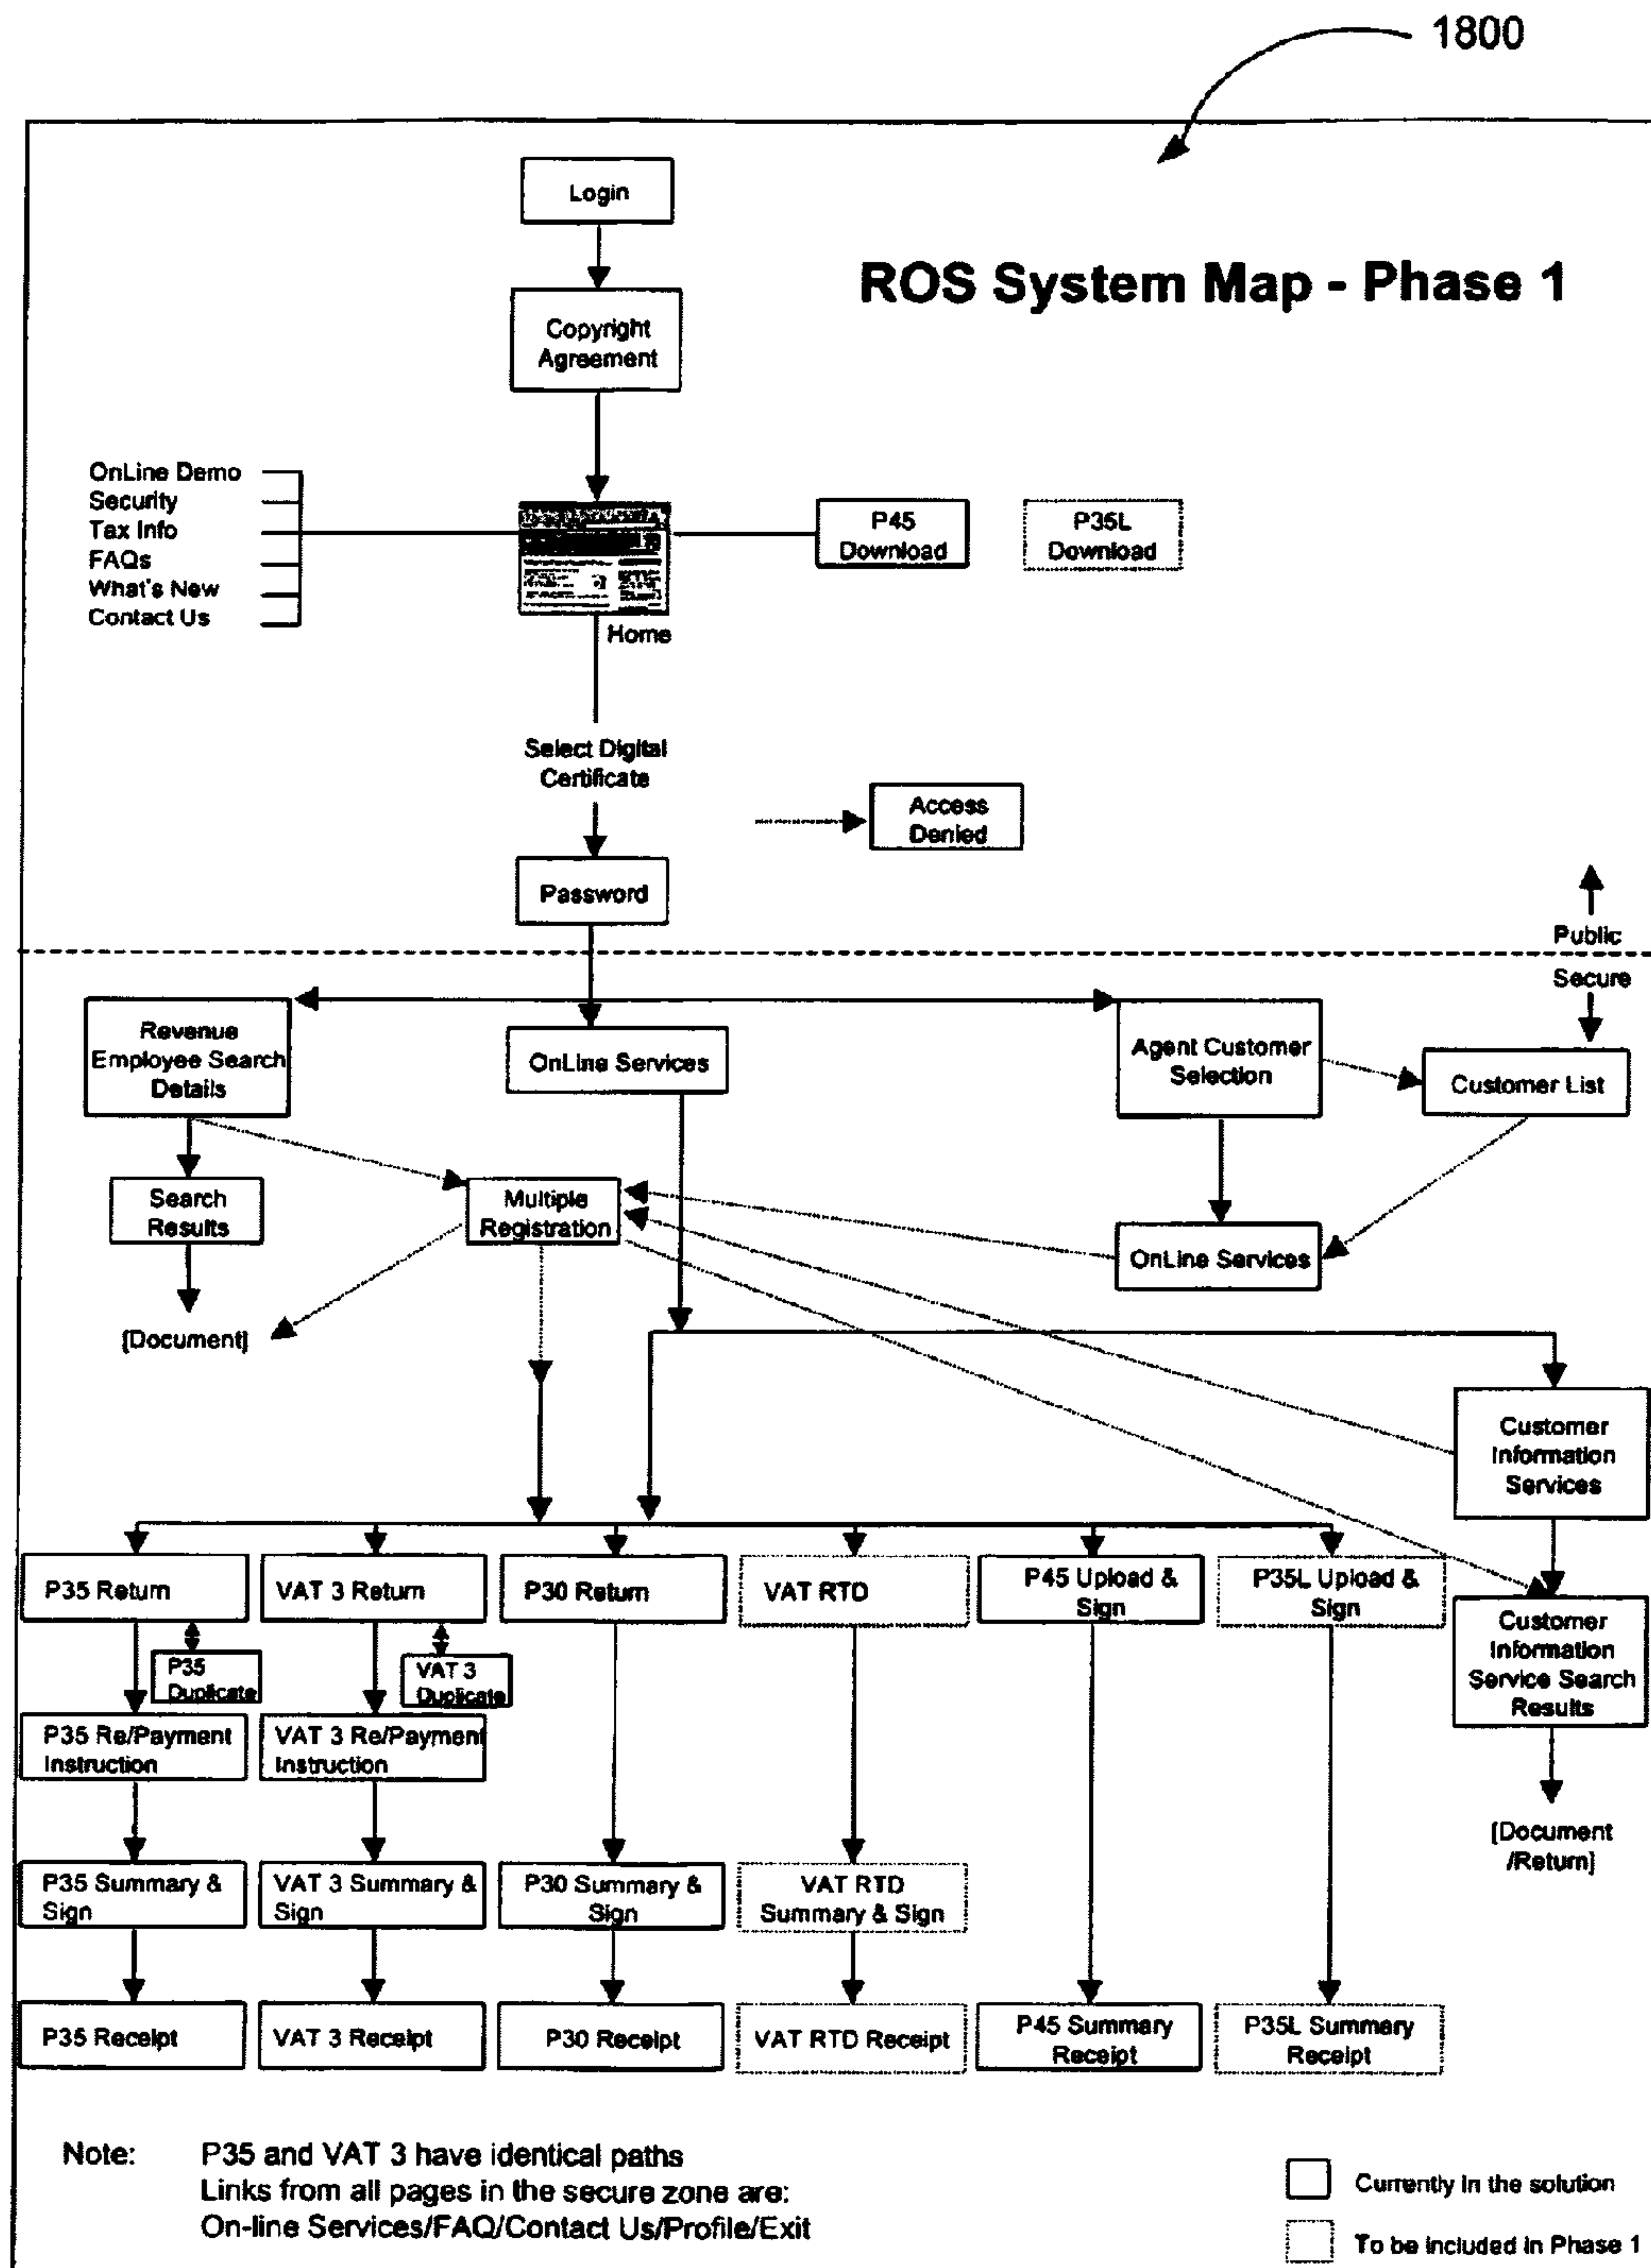 1800
Login
ROS System Map - Phase 1
Copyright
Agreement
OnLine Demo
Security
Tax Info
FAQs
What's New
Contact Us
P45
Download
P35L
Download
Home
Select Digital
Certificate
Access
Denied
Password
Public
Secure
Revenue
Employee Search
Details
OnLine Services
Agent Customer
Selection
Customer List
Search
Results
Multiple
Registration
OnLine Services
[Document]
Customer
Information
Services
P35 Return
VAT 3 Return
P30 Return
VAT RTD
P45 Upload &
Sign
P35L Upload &
Sign
Customer
Information
Service Search
Results
P35
Duplicate
VAT 3
Duplicate
P35 Re/Payment
Instruction
VAT 3 Re/Payment
Instruction
[Document
/Return]
P35 Summary &
Sign
VAT 3 Summary &
Sign
P30 Summary &
Sign
VAT RTD
Summary & Sign
P35 Receipt
VAT 3 Receipt
P30 Receipt
VAT RTD Receipt
P45 Summary
Receipt
P35L Summary
Receipt
Note: P35 and VAT 3 have identical paths
Links from all pages in the secure zone are:
On-line Services/FAQ/Contact Us/Profile/Exit
Currently in the solution
To be included in Phase 1